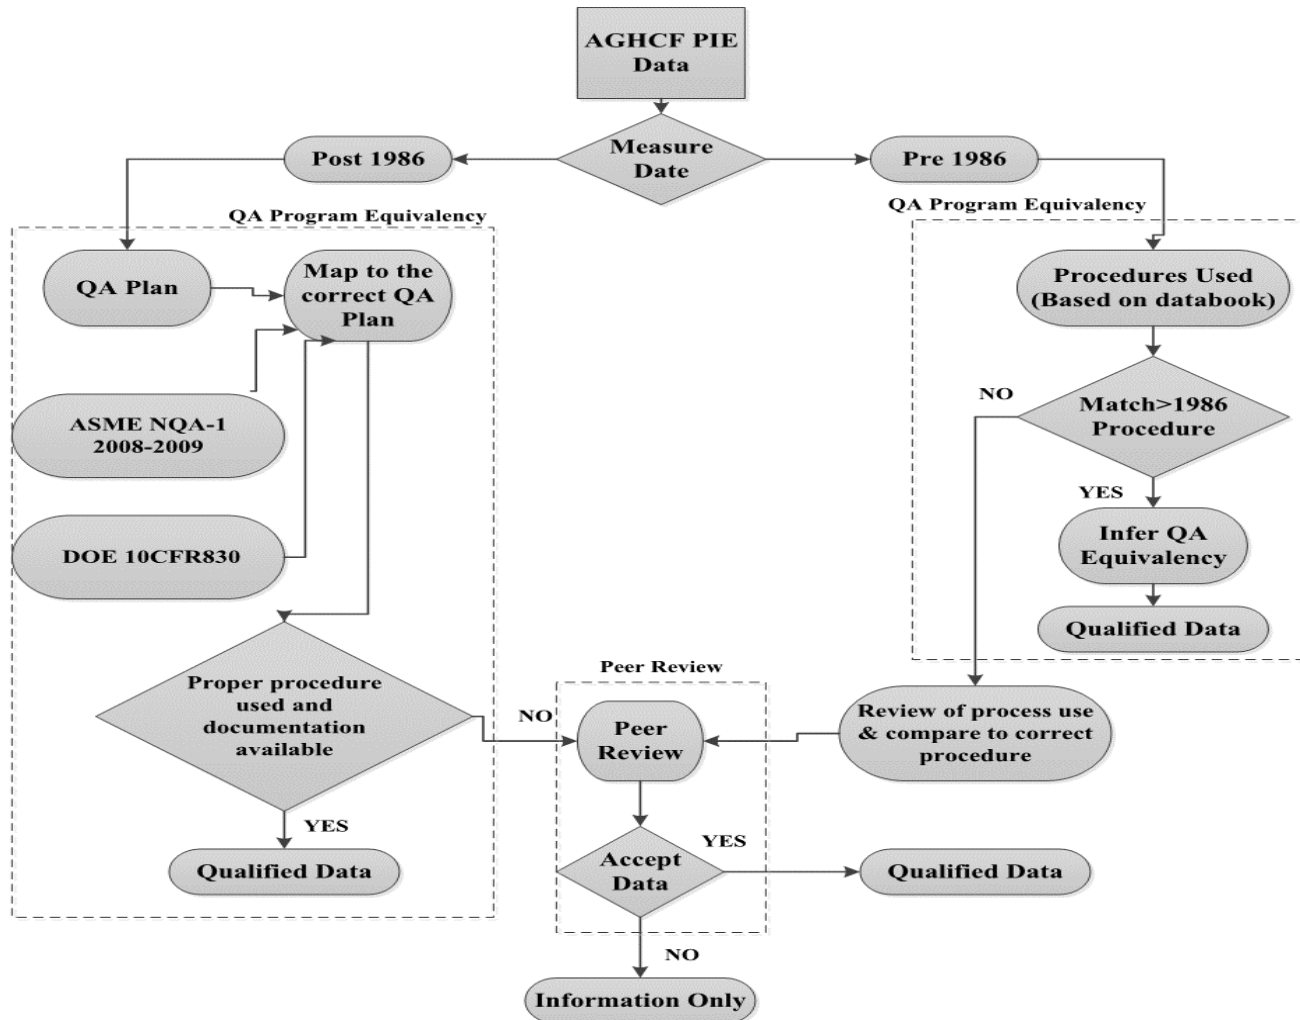 AGHCF PIE
Data
Measure
Date
Post 1986
Pre 1986
QA Program Equivalency
QA Plan
Map to the
correct QA
Plan
ASME NQA-1
2008-2009
DOE 10CFR830
Proper procedure
used and
documentation
available
NO
YES
Qualified Data
QA Program Equivalency
Procedures Used
(Based on databook)
Match>1986
Procedure
NO
YES
Infer QA
Equivalency
Qualified Data
Review of process use
& compare to correct
procedure
Peer Review
Peer
Review
Accept
Data
YES
Qualified Data
NO
Information Only